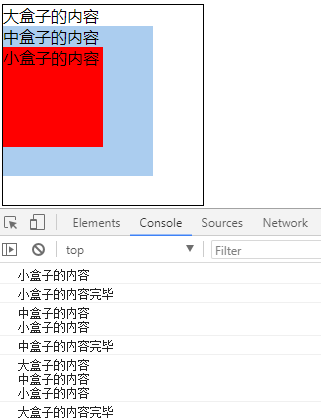 大盒子的内容
中盒子的内容
小盒子的内容
Elements Console Sources Network
top Filter
小盒子的内容
小盒子的内容完毕
中盒子的内容
小盒子的内容
中盒子的内容完毕
大盒子的内容
中盒子的内容
小盒子的内容
大盒子的内容完毕